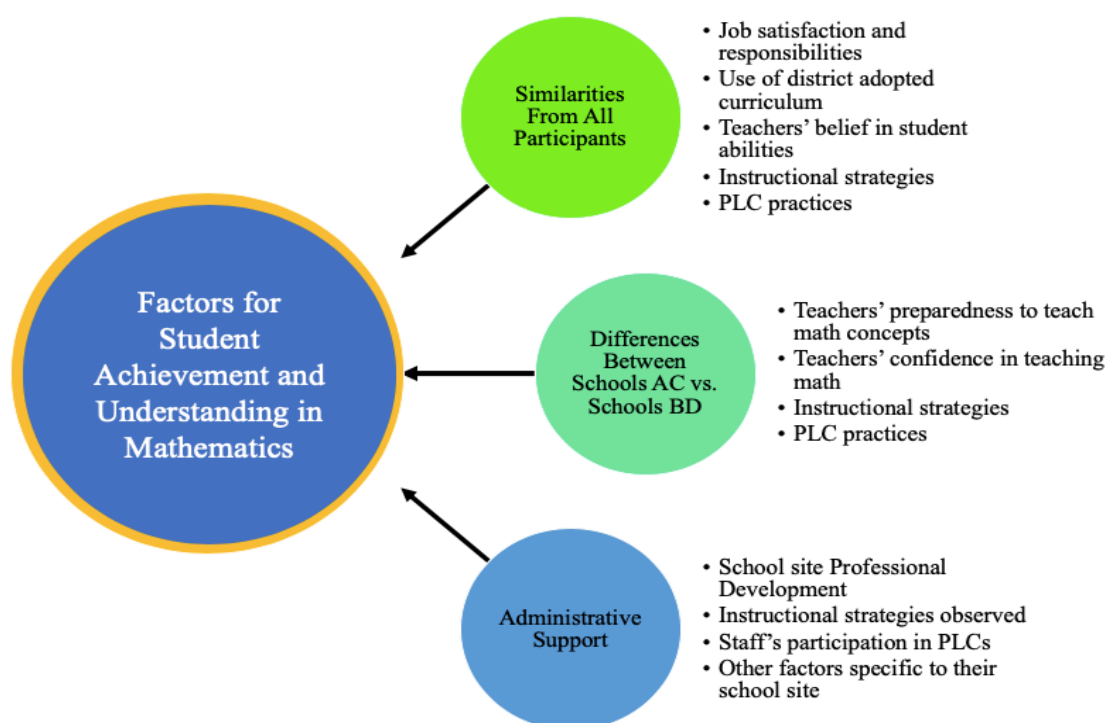 Factors for
Student
Achievement and
Understanding in
Mathematics
Similarities
From All
Participants
• Job satisfaction and
responsibilities
• Use of district adopted
curriculum
• Teachers’ belief in student
abilities
• Instructional strategies
• PLC practices
Differences
Between
Schools AC vs.
Schools BD
• Teachers’ preparedness to teach
math concepts
• Teachers’ confidence in teaching
math
• Instructional strategies
• PLC practices
Administrative
Support
• School site Professional
Development
• Instructional strategies observed
• Staff’s participation in PLCs
• Other factors specific to their
school site